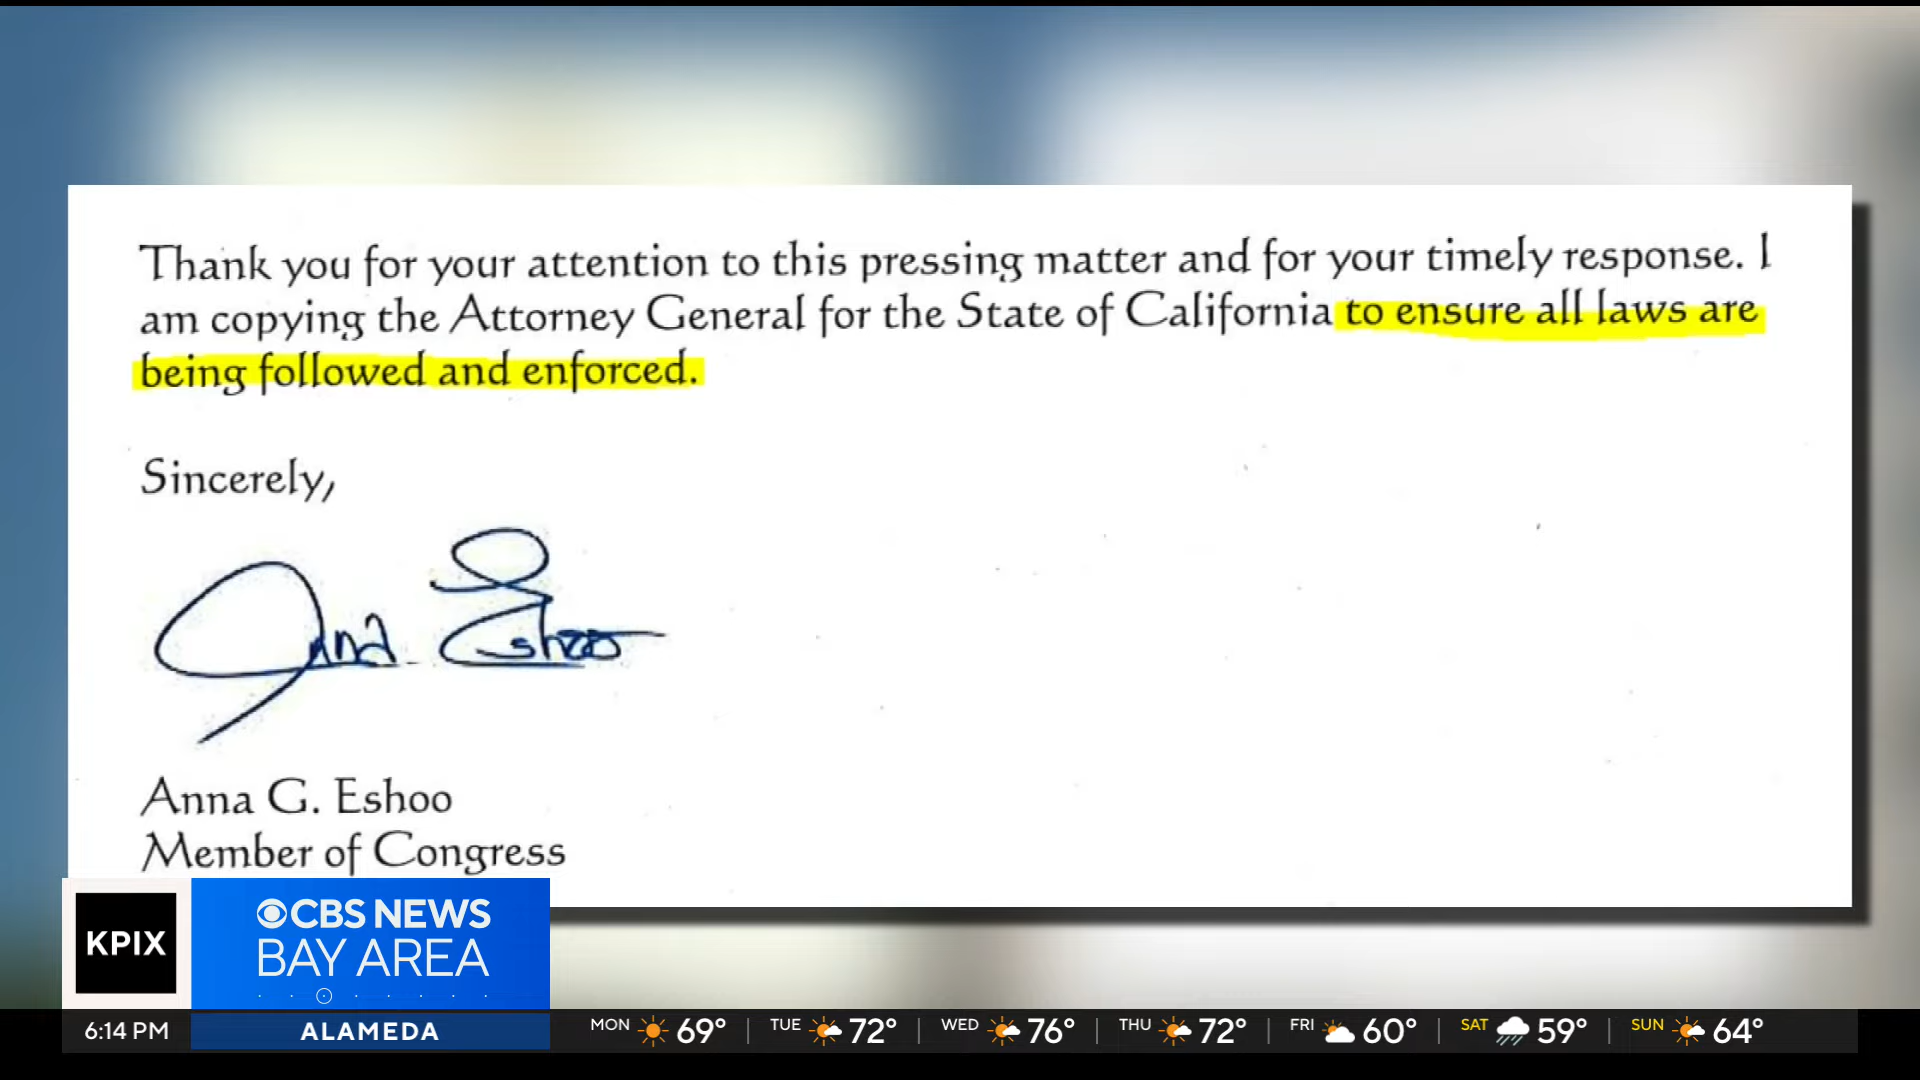 Thank you for your attention to this pressing matter and for your timely response. I
am copying the Attorney General for the State of California to ensure all laws are
being followed and enforced.
Sincerely,
Anna Eshoo
Anna G. Eshoo
Member of Congress
KPIX
CBS NEWS
BAY AREA
6:14 PM
ALAMEDA
MON 69° | TUE 72° | WED 76° | THU 72° | FRI 60° | SAT 59° | SUN 64°